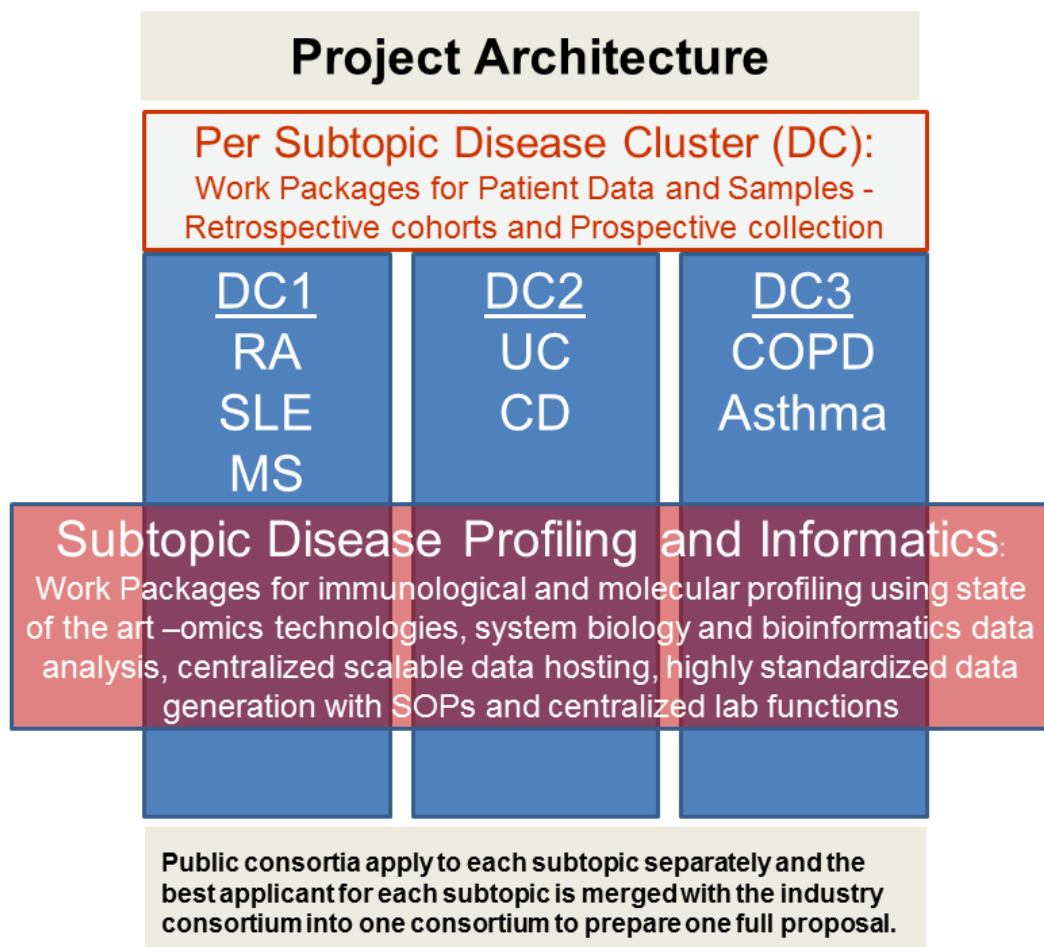 Project Architecture
Per Subtopic Disease Cluster (DC):
Work Packages for Patient Data and Samples -
Retrospective cohorts and Prospective collection
DC1
RA
SLE
MS
DC2
UC
CD
DC3
COPD
Asthma
Subtopic Disease Profiling and Informatics:
Work Packages for immunological and molecular profiling using state
of the art –omics technologies, system biology and bioinformatics data
analysis, centralized scalable data hosting, highly standardized data
generation with SOPs and centralized lab functions
Public consortia apply to each subtopic separately and the
best applicant for each subtopic is merged with the industry
consortium into one consortium to prepare one full proposal.